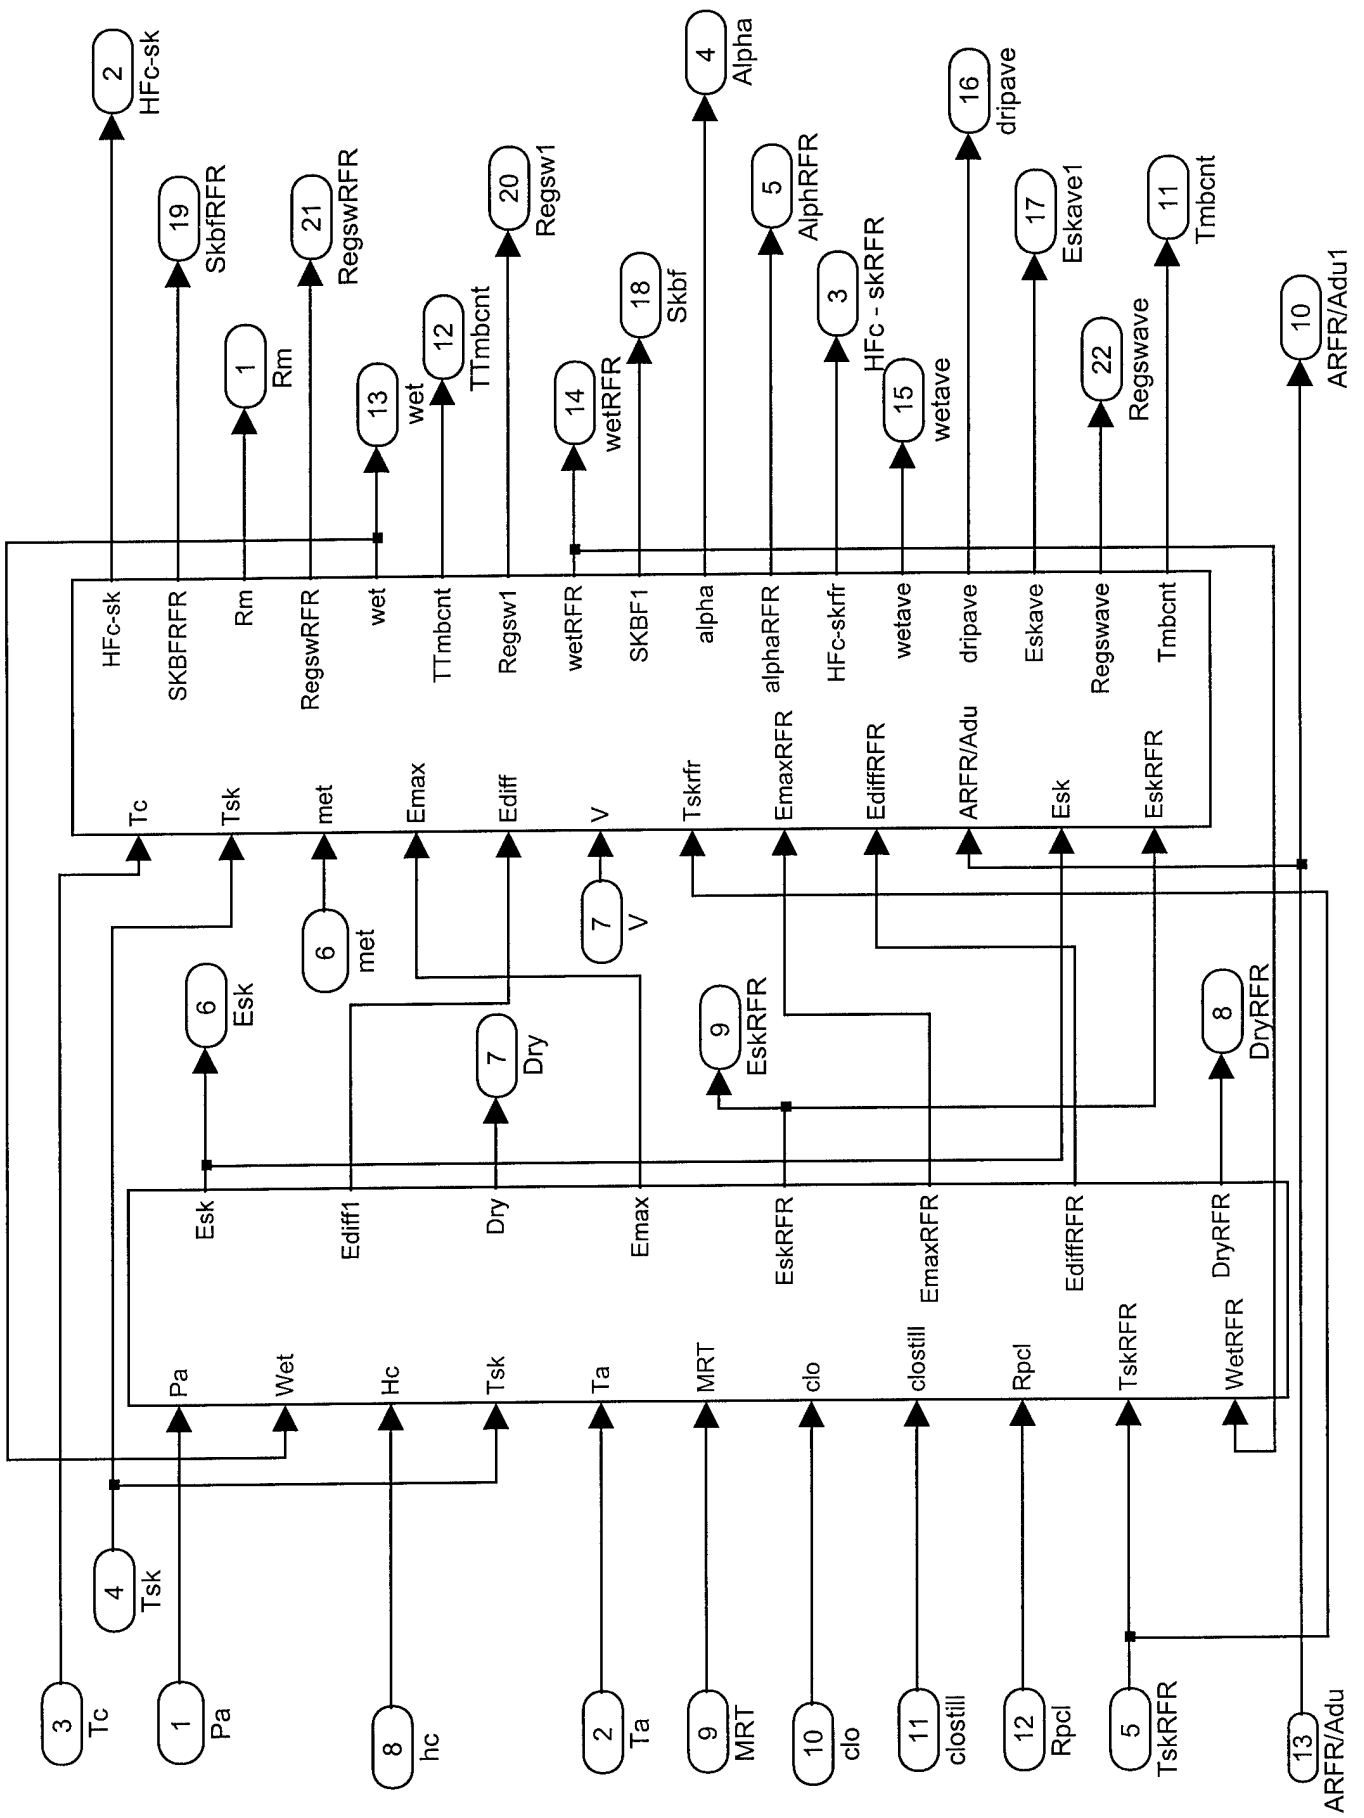 3
Tc
4
Tsk
1
Pa
8
hc
2
Ta
9
MRT
10
clo
11
clostill
12
Rpcl
5
TskRFR
13
ARFR/Adu
Pa
Wet
Hc
Tsk
Ta
MRT
clo
clostill
Rpcl
TskRFR
WetRFR
Esk
Ediff1
Dry
Emax
EskRFR
EmaxRFR
EdiffRFR
DryRFR
6
Esk
7
Dry
9
EskRFR
8
DryRFR
6
met
7
V
Tc
Tsk
met
Emax
Ediff
V
Tskrfr
EmaxRFR
EdiffRFR
ARFR/Adu
Esk
EskRFR
HFc-sk
SKBFRFR
Rm
RegswRFR
wet
TTmbcnt
Regsw1
wetRFR
SKBF1
alpha
alphaRFR
HFc-skrfr
wetave
dripave
Eskave
Regswave
Tmbcnt
2
HFc-sk
19
SkbfRFR
1
Rm
21
RegswRFR
13
wet
12
TTmbcnt
20
Regsw1
14
wetRFR
18
Skbf
4
Alpha
5
AlphRFR
3
HFc - skRFR
15
wetave
16
dripave
17
Eskave1
22
Regswave
11
Tmbcnt
10
ARFR/Adu1